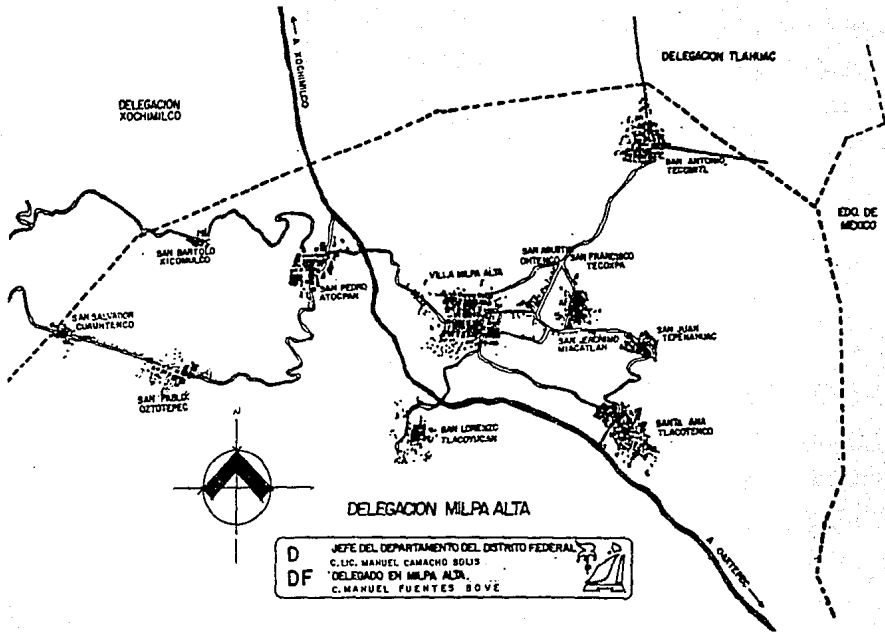 A XOCHIMILCO
DELEGACION TLAHUAC
DELEGACIÓN
XOCHIMILCO
SAN ANTONIO
TECOMITL
EDO. DE
MEXICO
SAN BARTOLO
XICOMULCO
SAN AGUSTIN
OHTENCO
SAN FRANCISCO
TECOXPA
VILLA MILPA ALTA
SAN PEDRO
ATOCPAN
SAN SALVADOR
CUAUHTENCO
SAN JERONIMO
MIACATLAN
SAN JUAN
TEPENAHUAC
SAN PABLO
OZTOTEPEC
SANTA ANA
TLACOTENCO
SAN LORENZO
TLACOYUCAN
N
DELEGACION MILPA ALTA
A OAXTEPEC
D
DF
JEFE DEL DEPARTAMENTO DEL DISTRITO FEDERAL
C. LIC. MANUEL CAMACHO SOLIS
DELEGADO EN MILPA ALTA.
C. MANUEL FUENTES BOVE